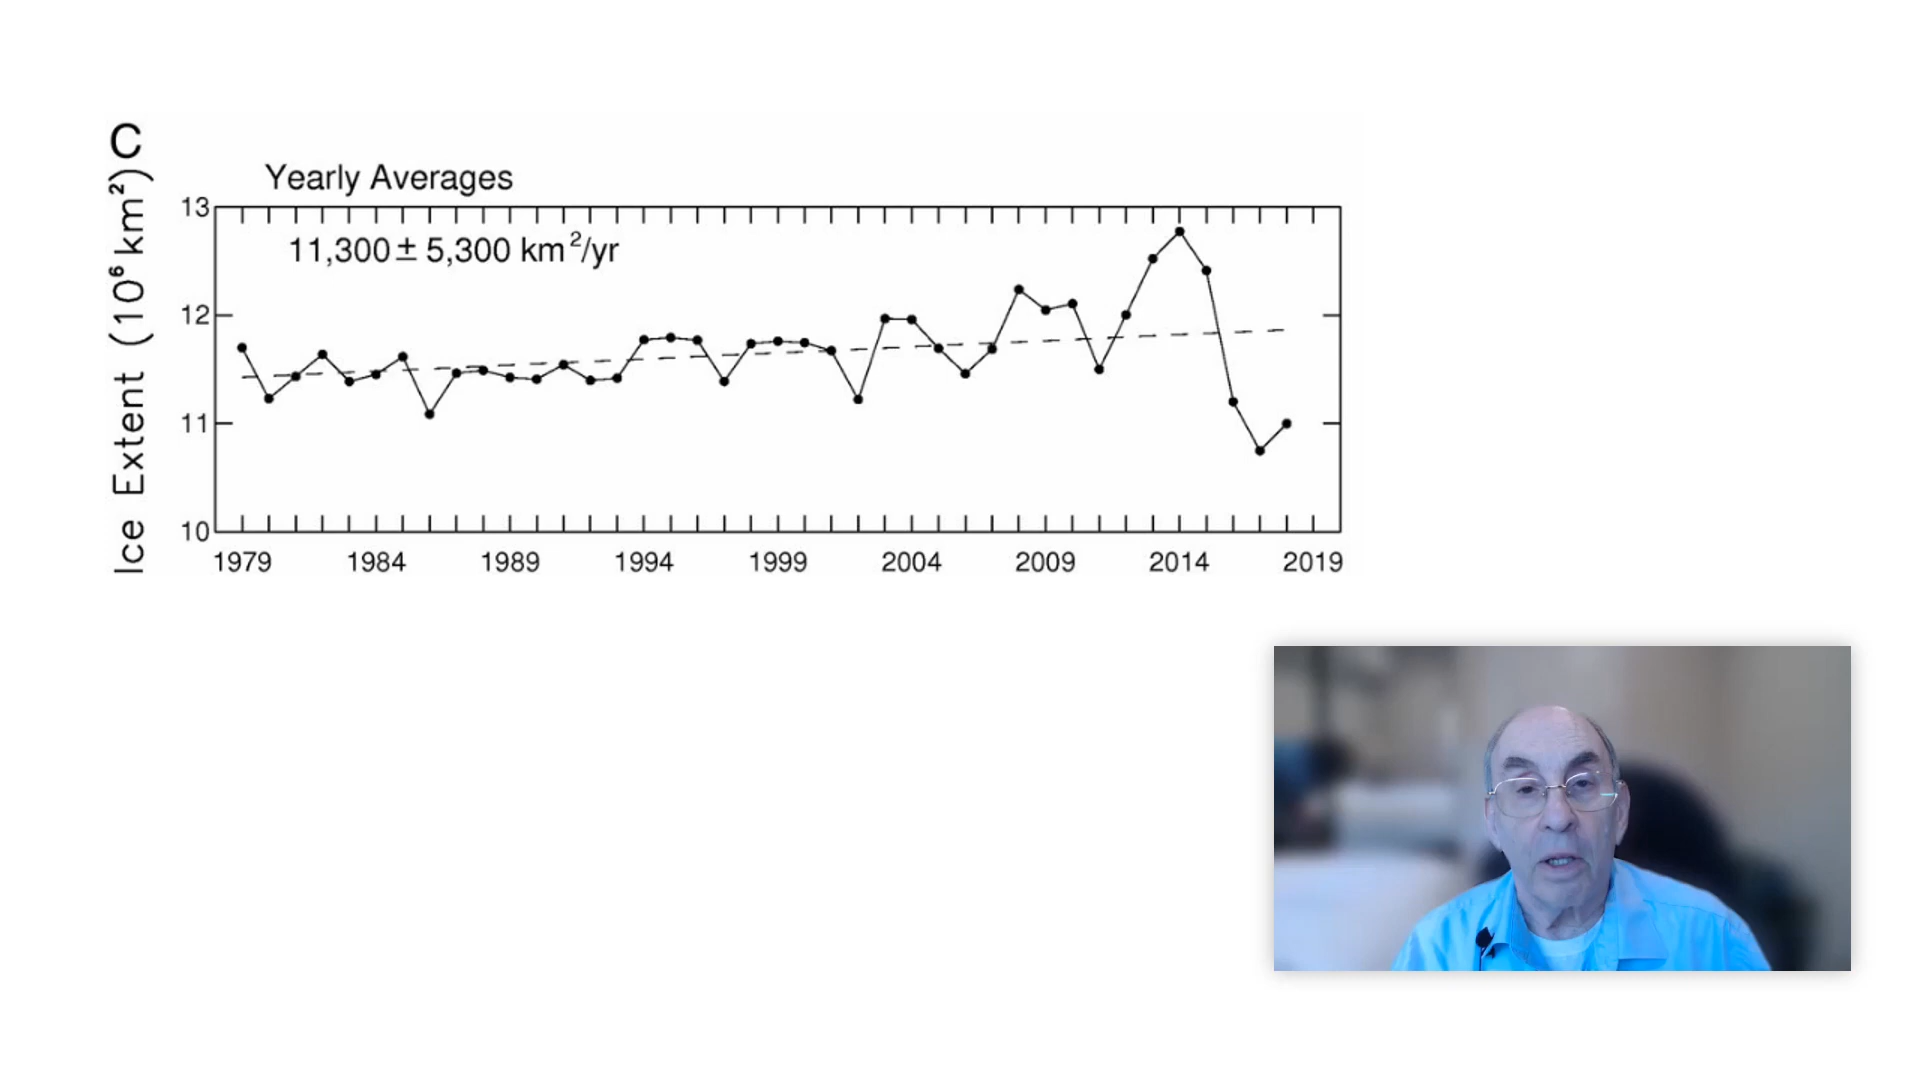 C
Yearly Averages
Ice Extent (10⁶ km²)
11,300 ± 5,300 km²/yr
13
12
11
10
1979 1984 1989 1994 1999 2004 2009 2014 2019